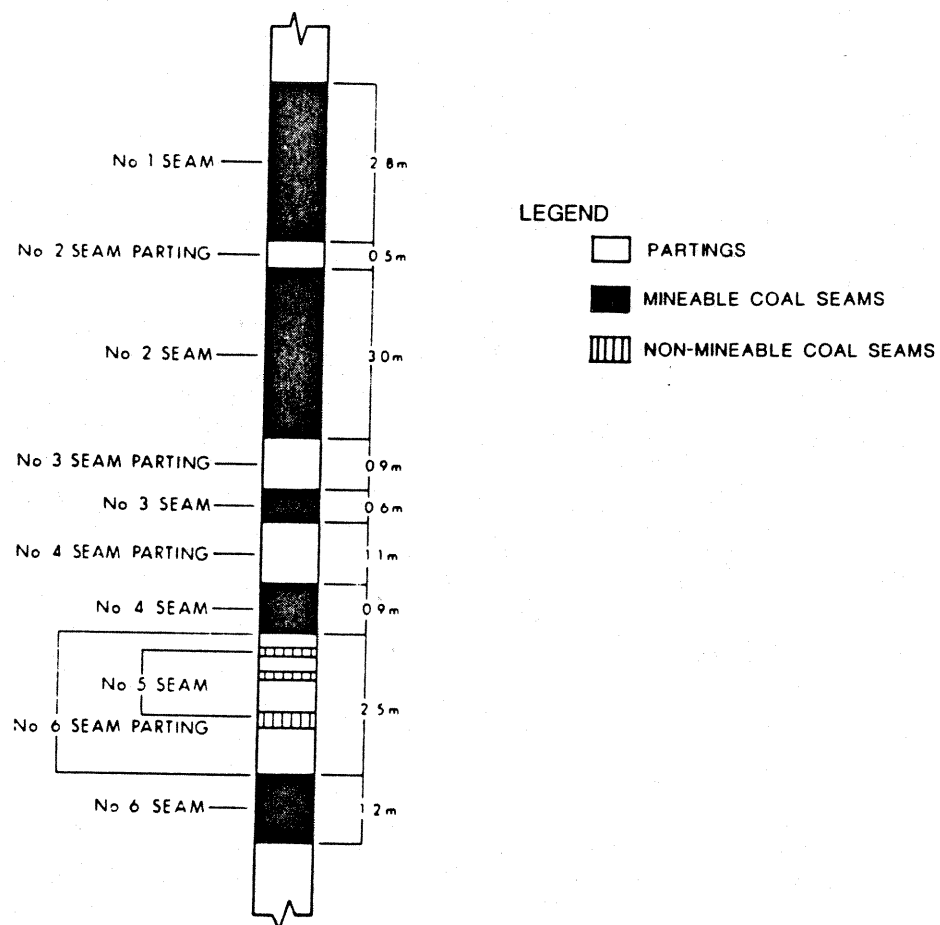 No 1 SEAM
2 8m
No 2 SEAM PARTING
0 5m
No 2 SEAM
3 0m
No 3 SEAM PARTING
0 9m
No 3 SEAM
0 6m
No 4 SEAM PARTING
1 1m
No 4 SEAM
0 9m
No 5 SEAM
2 5m
No 6 SEAM PARTING
No 6 SEAM
1 2m
LEGEND
PARTINGS
MINEABLE COAL SEAMS
NON-MINEABLE COAL SEAMS